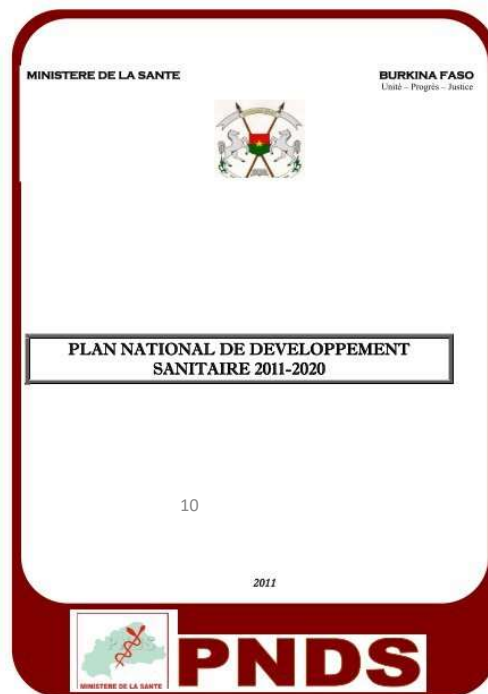 MINISTERE DE LA SANTE
BURKINA FASO
Unité – Progrès – Justice
PLAN NATIONAL DE DEVELOPPEMENT
SANITAIRE 2011-2020
10
2011
MINISTERE DE LA SANTE
PNDS